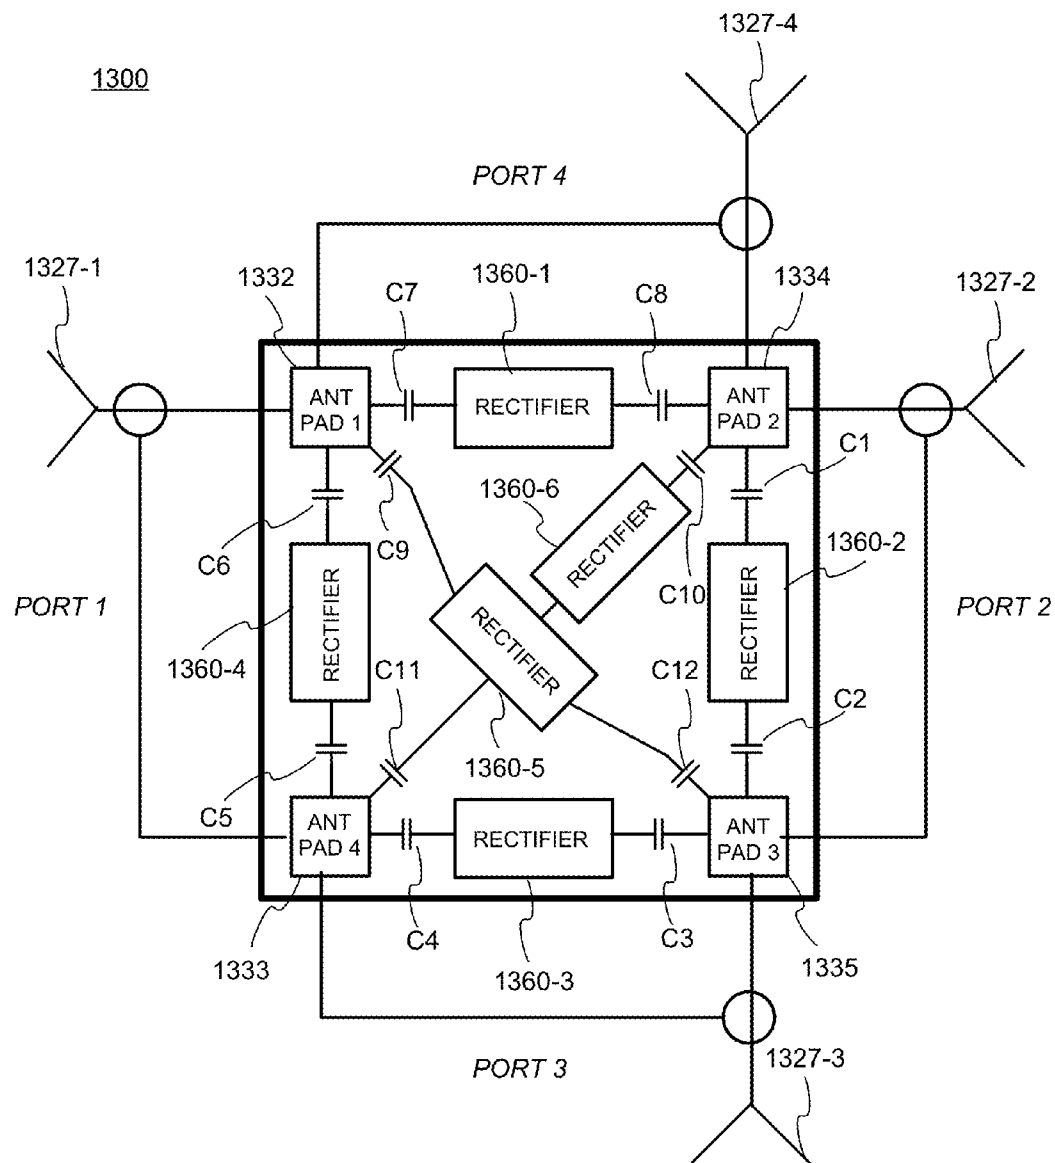 1327-4
1300
PORT 4
1327-1
1332
C7
1360-1
C8
1334
1327-2
ANT
PAD 1
RECTIFIER
ANT
PAD 2
C1
1360-6
RECTIFIER
C6
C9
C10
1360-2
PORT 1
RECTIFIER
RECTIFIER
RECTIFIER
PORT 2
1360-4
C11
C12
C2
1360-5
C5
ANT
PAD 4
RECTIFIER
ANT
PAD 3
C4
C3
1333
1360-3
1335
PORT 3
1327-3